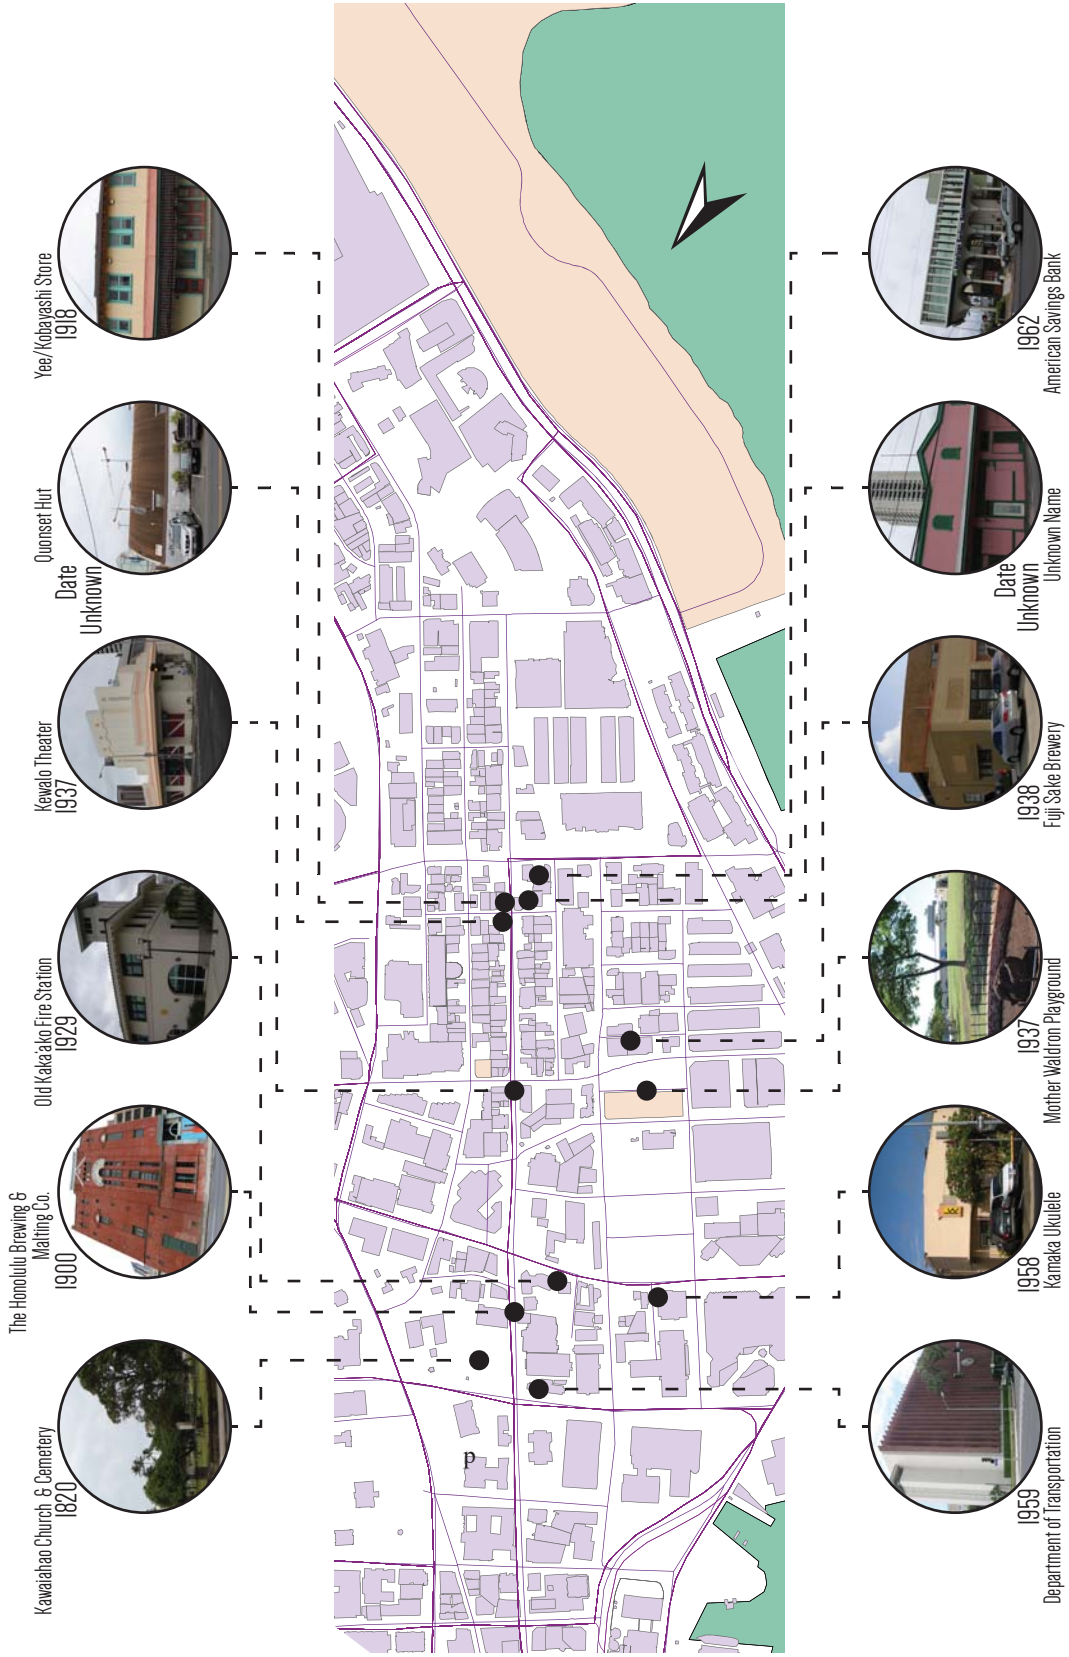 Kawaiahao Church & Cemetery
1820
The Honolulu Brewing &
Malting Co.
1900
Old Kaka'ako Fire Station
1929
Kewalo Theater
1937
Quonset Hut
Date
Unknown
Yee/Kobayashi Store
1918
p
1959
Department of Transportation
1958
Kamaka Ukulele
1937
Mother Waldron Playground
1938
Fuji Sake Brewery
Date
Unknown
Unknown Name
1962
American Savings Bank